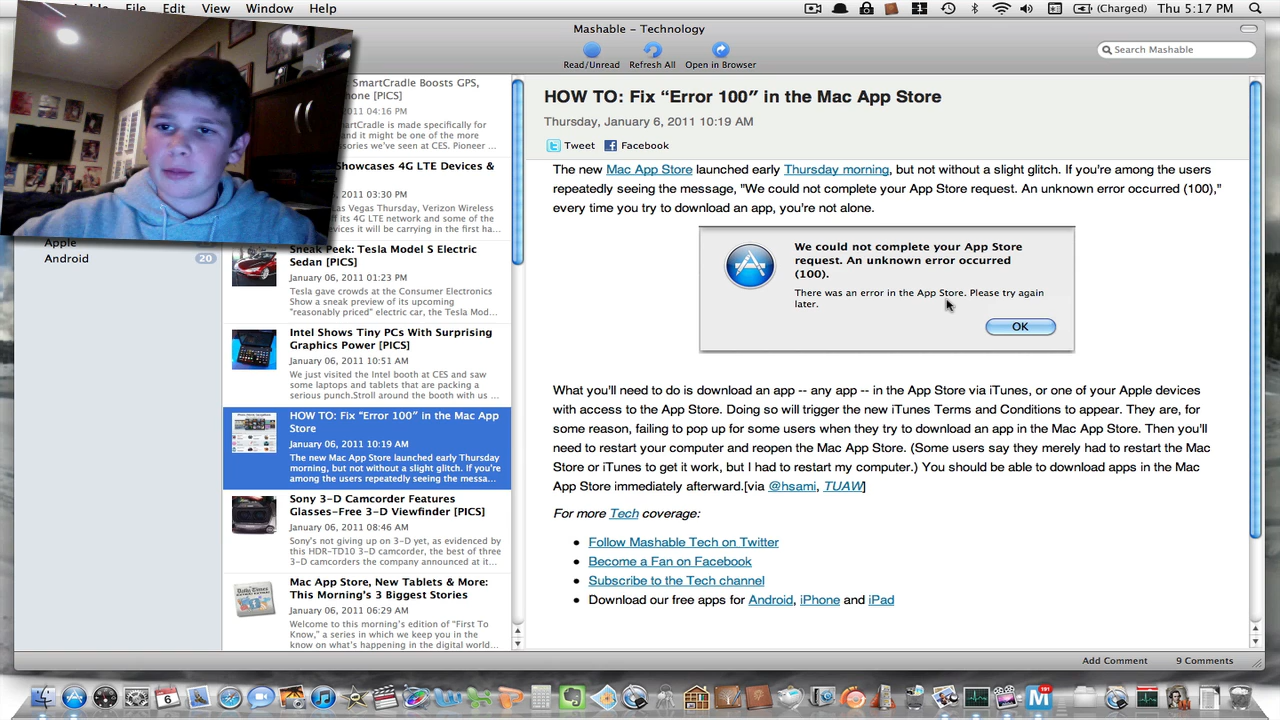 File Edit View Window Help
(Charged) Thu 5:17 PM
Mashable – Technology
Read/Unread Refresh All Open in Browser
Search Mashable
Apple
Android 20
SmartCradle Boosts GPS,
[PICS]
2011 04:16 PM
is made specifically for
and it might be one of the more
we've seen at CES. Pioneer ...
Showcases 4G LTE Devices &
2011 03:30 PM
Vegas Thursday, Verizon Wireless
its 4G LTE network and some of the
it will be carrying in the first ha...
Sneak Peek: Tesla Model S Electric
Sedan [PICS]
January 06, 2011 01:23 PM
Tesla gave crowds at the Consumer Electronics
Show a sneak preview of its upcoming
"reasonably priced" electric car, the Tesla Mod...
Intel Shows Tiny PCs With Surprising
Graphics Power [PICS]
January 06, 2011 10:51 AM
We just visited the Intel booth at CES and saw
some laptops and tablets that are packing a
serious punch.Stroll around the booth with us ...
HOW TO: Fix “Error 100″ in the Mac App
Store
January 06, 2011 10:19 AM
The new Mac App Store launched early Thursday
morning, but not without a slight glitch. If you're
among the users repeatedly seeing the messa...
Sony 3-D Camcorder Features
Glasses-Free 3-D Viewfinder [PICS]
January 06, 2011 08:46 AM
Sony's not giving up on 3-D yet, as evidenced by
this HDR-TD10 3-D camcorder, the best of three
3-D camcorders the company announced at it...
Mac App Store, New Tablets & More:
This Morning's 3 Biggest Stories
January 06, 2011 06:29 AM
Welcome to this morning's edition of "First To
Know," a series in which we keep you in the
know on what's happening in the digital world...
HOW TO: Fix “Error 100″ in the Mac App Store
Thursday, January 6, 2011 10:19 AM
Tweet Facebook
The new Mac App Store launched early Thursday morning, but not without a slight glitch. If you're among the users
repeatedly seeing the message, "We could not complete your App Store request. An unknown error occurred (100),"
every time you try to download an app, you're not alone.
We could not complete your App Store
request. An unknown error occurred
(100).
There was an error in the App Store. Please try again
later.
OK
What you'll need to do is download an app -- any app -- in the App Store via iTunes, or one of your Apple devices
with access to the App Store. Doing so will trigger the new iTunes Terms and Conditions to appear. They are, for
some reason, failing to pop up for some users when they try to download an app in the Mac App Store. Then you'll
need to restart your computer and reopen the Mac App Store. (Some users say they merely had to restart the Mac
Store or iTunes to get it work, but I had to restart my computer.) You should be able to download apps in the Mac
App Store immediately afterward.[via @hsami, TUAW]
For more Tech coverage:
Follow Mashable Tech on Twitter
Become a Fan on Facebook
Subscribe to the Tech channel
Download our free apps for Android, iPhone and iPad
Add Comment 9 Comments
6
M 191